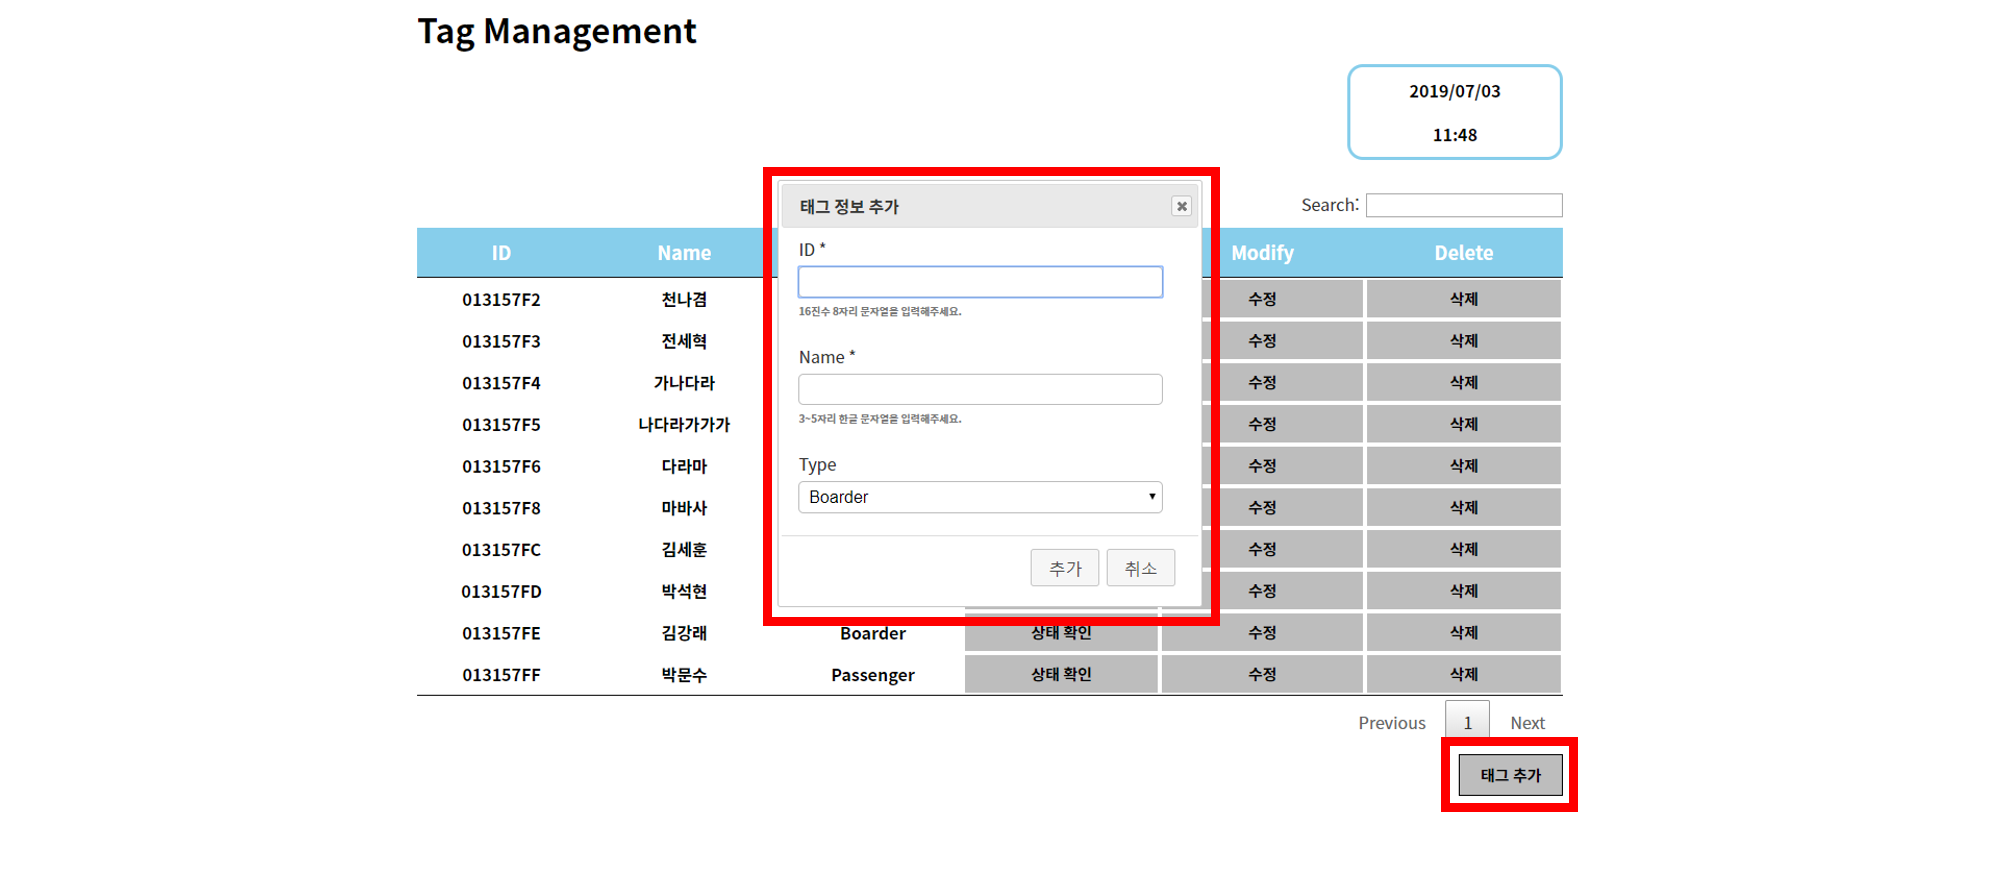 Tag Management
2019/07/03
11:48
Search:
태그 정보 추가
ID *
16진수 8자리 문자열을 입력해주세요.
Name *
3~5자리 한글 문자열을 입력해주세요.
Type
Boarder
추가 취소
ID Name Modify Delete
013157F2 천나겸 수정 삭제
013157F3 전세혁 수정 삭제
013157F4 가나다라 수정 삭제
013157F5 나다라가가가 수정 삭제
013157F6 다라마 수정 삭제
013157F8 마바사 수정 삭제
013157FC 김세훈 수정 삭제
013157FD 박석현 수정 삭제
013157FE 김강래 Boarder 상태 확인 수정 삭제
013157FF 박문수 Passenger 상태 확인 수정 삭제
Previous 1 Next
태그 추가